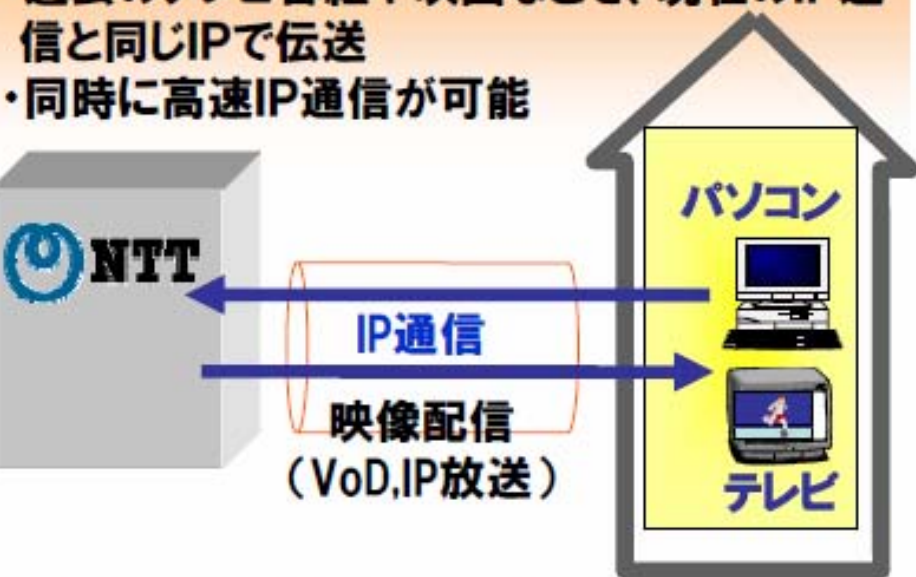 信と同じIPで伝送
・同時に高速IP通信が可能
NTT
パソコン
IP通信
映像配信
(VoD,IP放送)
テレビ